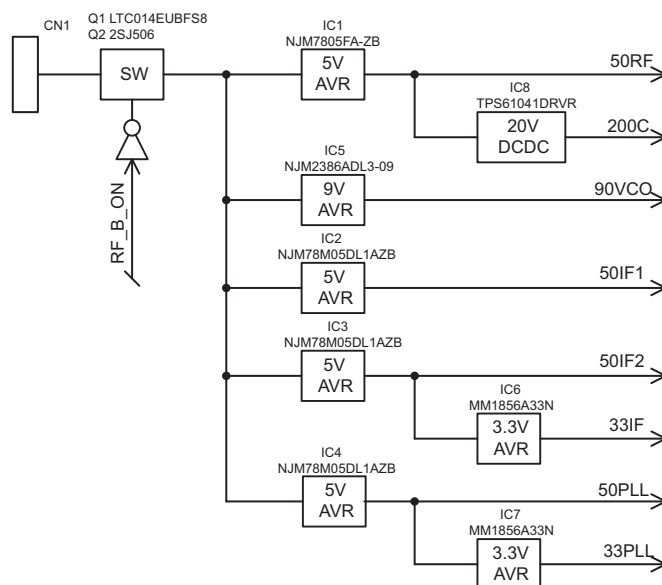 CN1
Q1 LTC014EUBFS8
Q2 2SJ506
SW
RF_B_ON
IC1
NJM7805FA-ZB
5V
AVR
50RF
IC8
TPS61041DRVR
20V
DCDC
200C
IC5
NJM2386ADL3-09
9V
AVR
90VCO
IC2
NJM78M05DL1AZB
5V
AVR
50IF1
IC3
NJM78M05DL1AZB
5V
AVR
50IF2
IC6
MM1856A33N
3.3V
AVR
33IF
IC4
NJM78M05DL1AZB
5V
AVR
50PLL
IC7
MM1856A33N
3.3V
AVR
33PLL